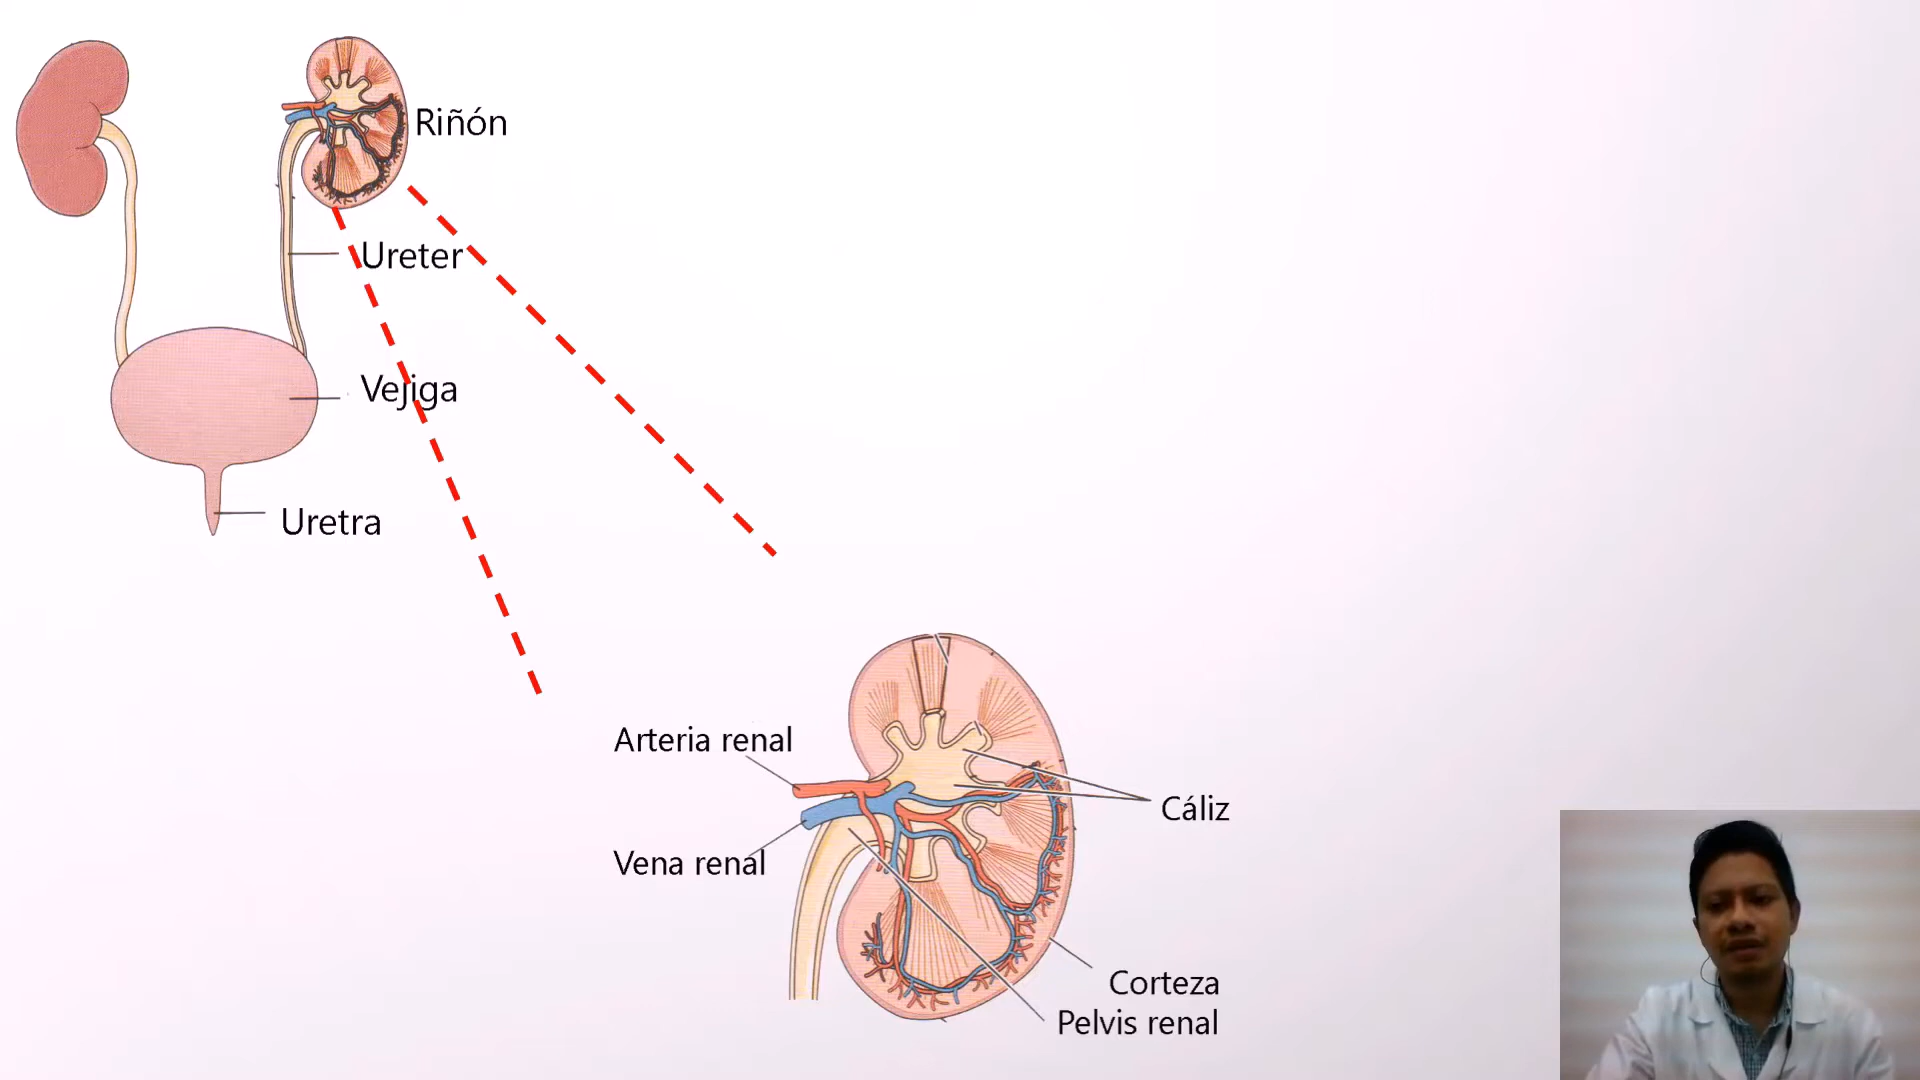 Riñón
Ureter
Vejiga
Uretra
Arteria renal
Vena renal
Cáliz
Corteza
Pelvis renal